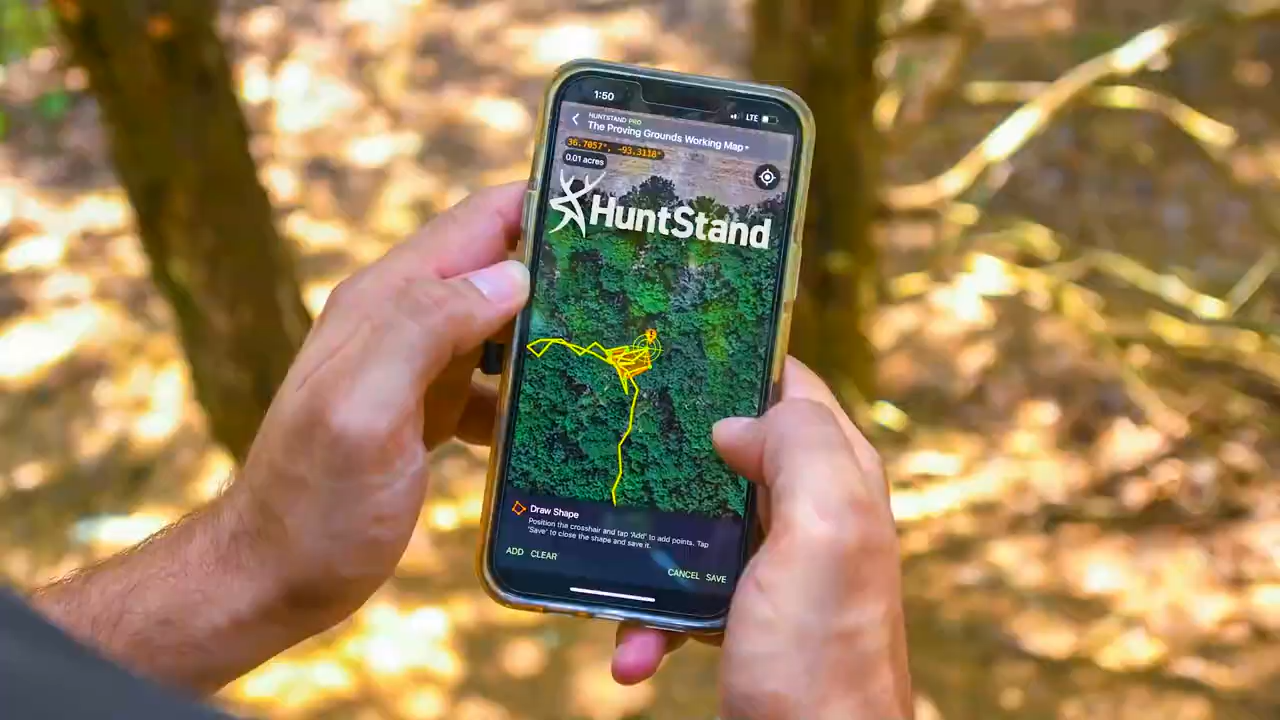 1:50
LTE
HUNTSTAND PRO
The Proving Grounds Working Map
36.7057°, -93.3118°
0.01 acres
HuntStand
Draw Shape
Position the crosshair and tap 'Add' to add points. Tap
'Save' to close the shape and save it.
ADD CLEAR
CANCEL SAVE